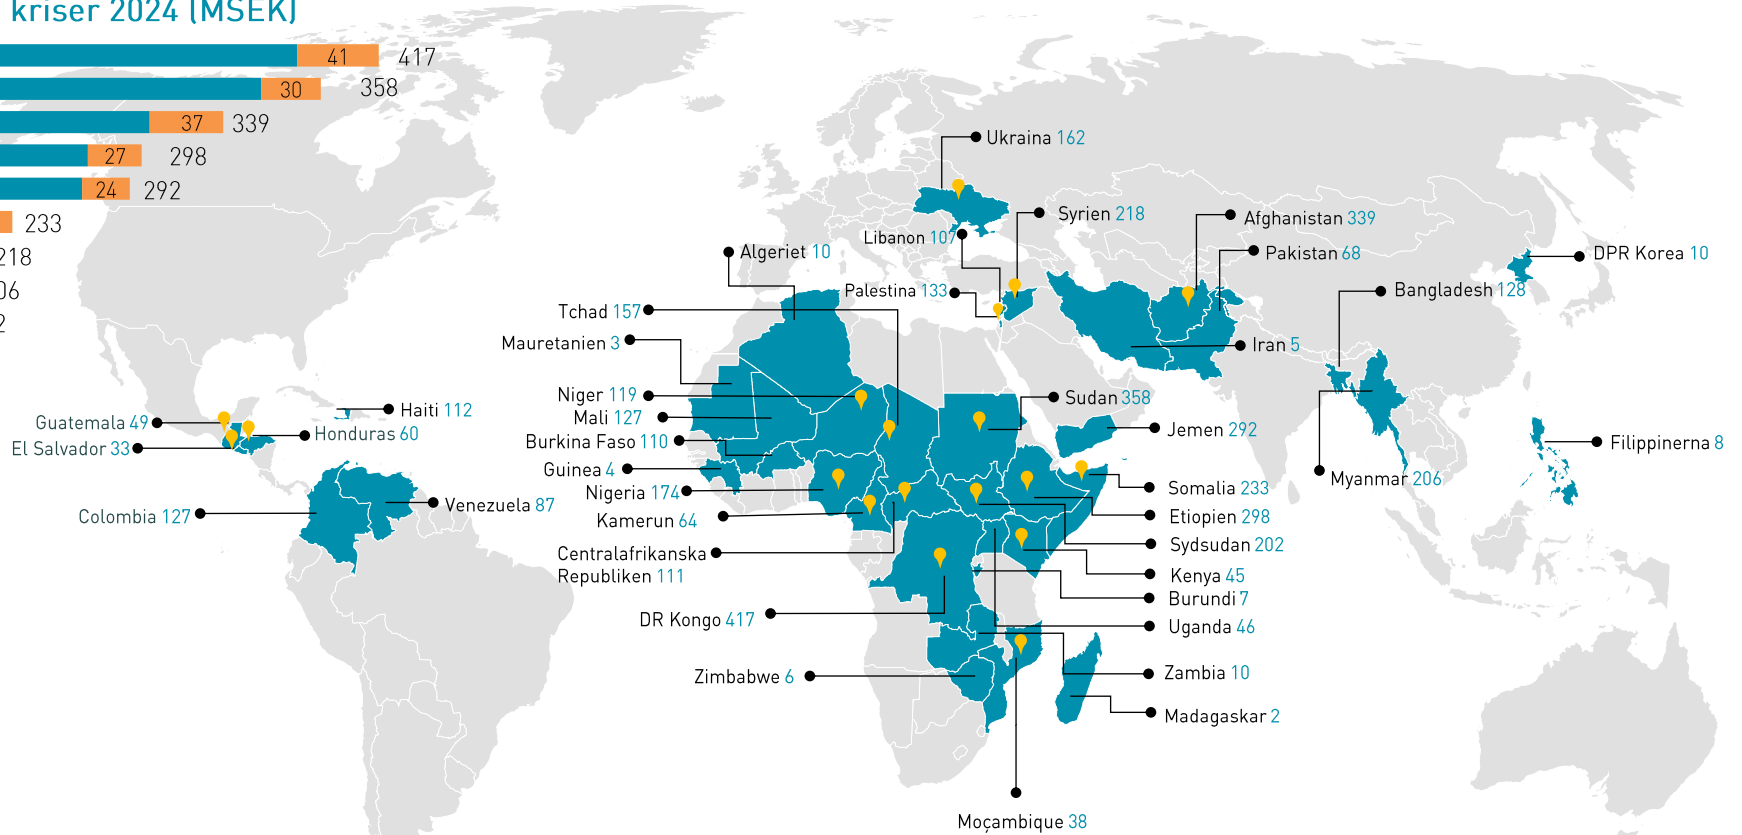 kriser 2024 (MSEK)
41 417
30 358
37 339
27 298
24 292
233
218
06
2
Ukraina 162
Syrien 218
Afghanistan 339
Libanon 107
Algeriet 10
Pakistan 68
DPR Korea 10
Palestina 133
Bangladesh 128
Tchad 157
Mauretanien 3
Iran 5
Niger 119
Sudan 358
Haiti 112
Mali 127
Guatemala 49
Honduras 60
Jemen 292
Burkina Faso 110
Filippinerna 8
El Salvador 33
Guinea 4
Myanmar 206
Nigeria 174
Somalia 233
Venezuela 87
Colombia 127
Kamerun 64
Etiopien 298
Sydsudan 202
Centralafrikanska
Republiken 111
Kenya 45
Burundi 7
DR Kongo 417
Uganda 46
Zimbabwe 6
Zambia 10
Madagaskar 2
Moçambique 38